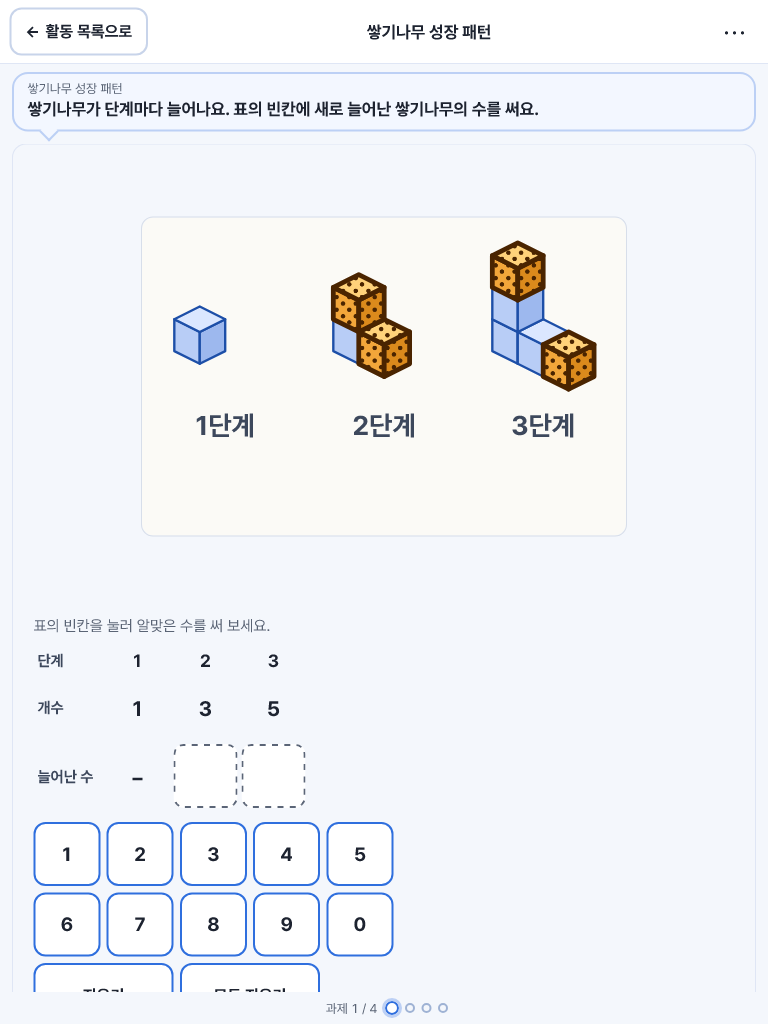 ← 활동 목록으로
쌓기나무 성장 패턴
...
쌓기나무 성장 패턴
쌓기나무가 단계마다 늘어나요. 표의 빈칸에 새로 늘어난 쌓기나무의 수를 써요.
1단계 2단계 3단계
표의 빈칸을 눌러 알맞은 수를 써 보세요.
단계 1 2 3
개수 1 3 5
늘어난 수 –
1 2 3 4 5
6 7 8 9 0
과제 1 / 4